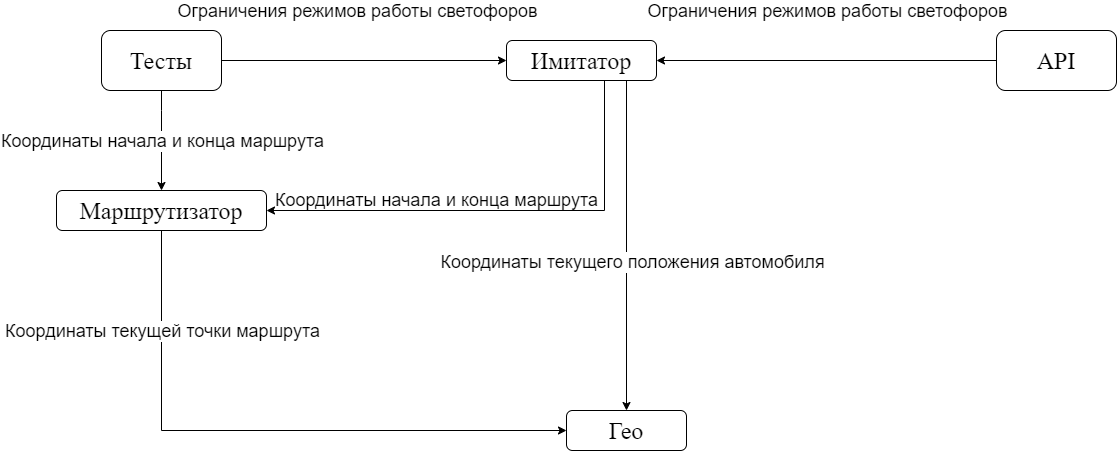 Ограничения режимов работы светофоров
Ограничения режимов работы светофоров
Тесты
Имитатор
API
Координаты начала и конца маршрута
Координаты начала и конца маршрута
Маршрутизатор
Координаты текущего положения автомобиля
Координаты текущей точки маршрута
Гео